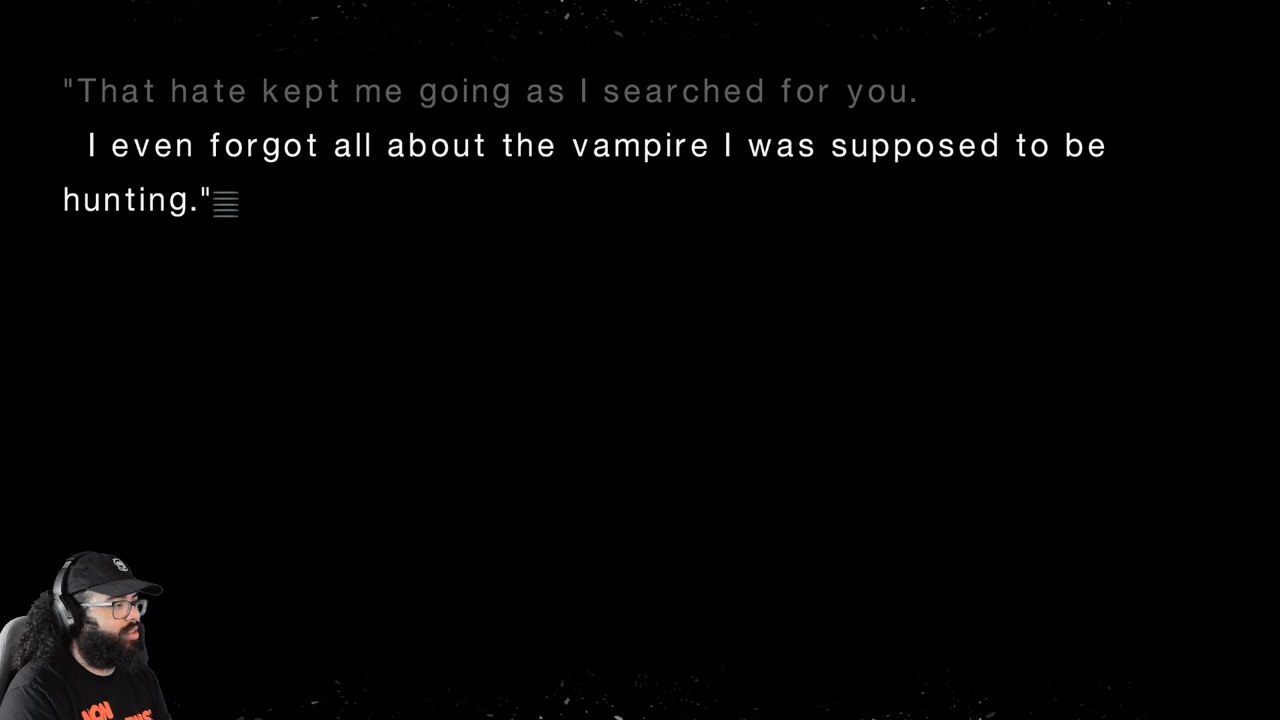 "That hate kept me going as I searched for you.
I even forgot all about the vampire I was supposed to be
hunting."